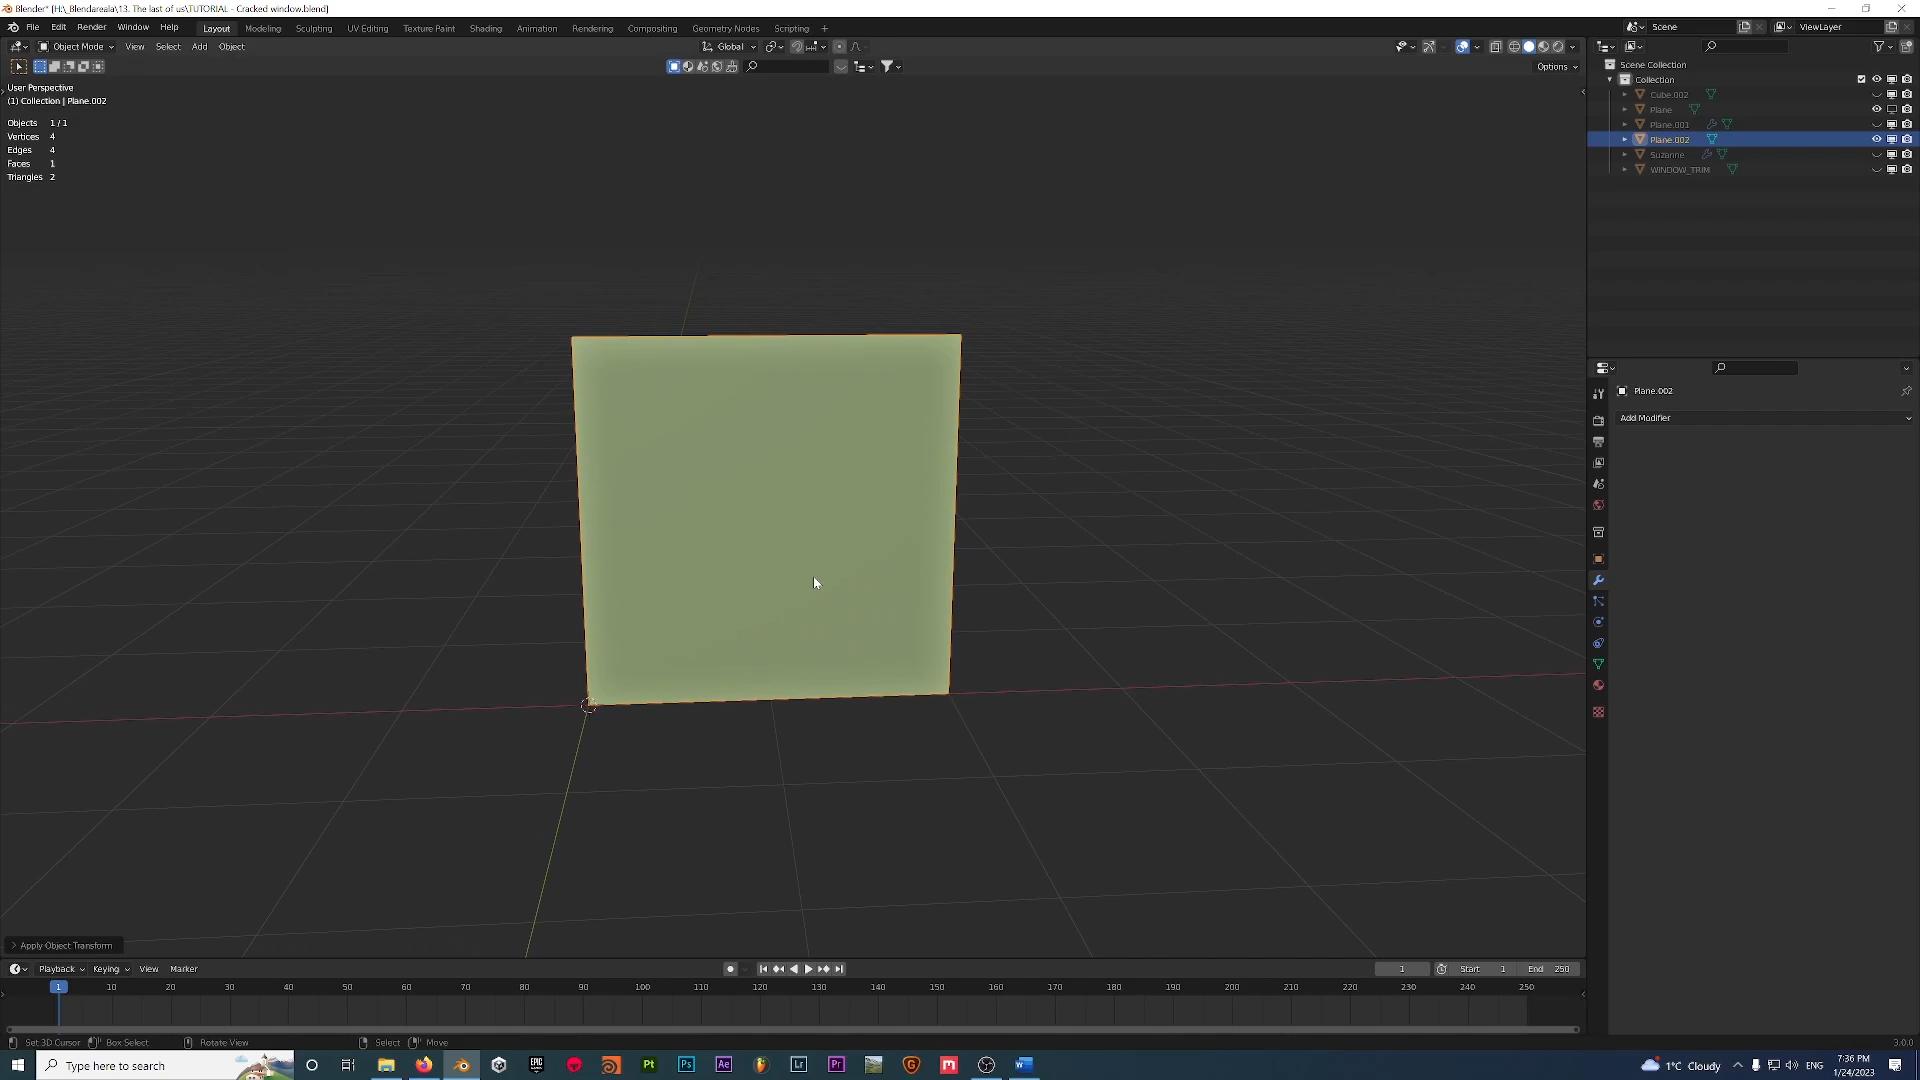 Blender* [H:\_Blendareala\13. The last of us\TUTORIAL - Cracked window.blend]
File Edit Render Window Help Layout Modeling Sculpting UV Editing Texture Paint Shading Animation Rendering Compositing Geometry Nodes Scripting + Scene ViewLayer
Object Mode View Select Add Object Global
Options
User Perspective
(1) Collection | Plane.002
Objects 1/1
Vertices 4
Edges 4
Faces 1
Triangles 2
Scene Collection
Collection
Cube.002
Plane
Plane.001
Plane.002
Suzanne
WINDOW_TRIM
Plane.002
Add Modifier
Apply Object Transform
Playback Keying View Marker 1 Start 1 End 250
1 10 20 30 40 50 60 70 80 90 100 110 120 130 140 150 160 170 180 190 200 210 220 230 240 250
Set 3D Cursor Box Select Rotate View Select Move 3.0.0
Type here to search Pt Ps Ae Lr Pr 1°C Cloudy ENG 7:36 PM
1/24/2023